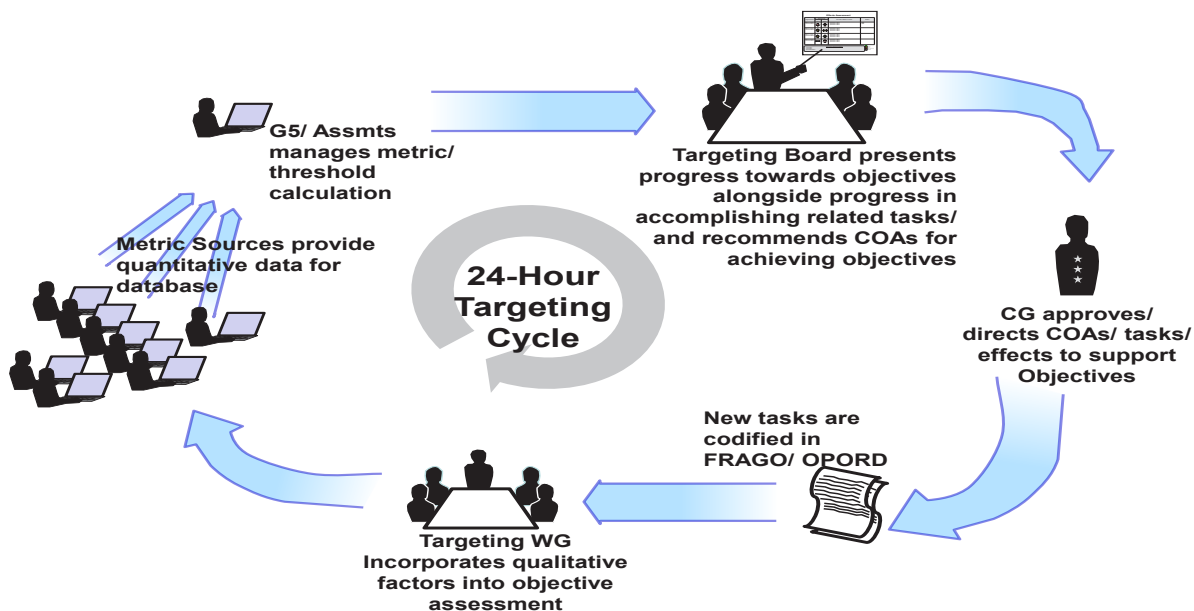 G5/ Assmts
manages metric/
threshold
calculation
Targeting Board presents
progress towards objectives
alongside progress in
accomplishing related tasks/
and recommends COAs for
achieving objectives
Metric Sources provide
quantitative data for
database
24-Hour
Targeting
Cycle
CG approves/
directs COAs/ tasks/
effects to support
Objectives
New tasks are
codified in
FRAGO/ OPORD
Targeting WG
Incorporates qualitative
factors into objective
assessment